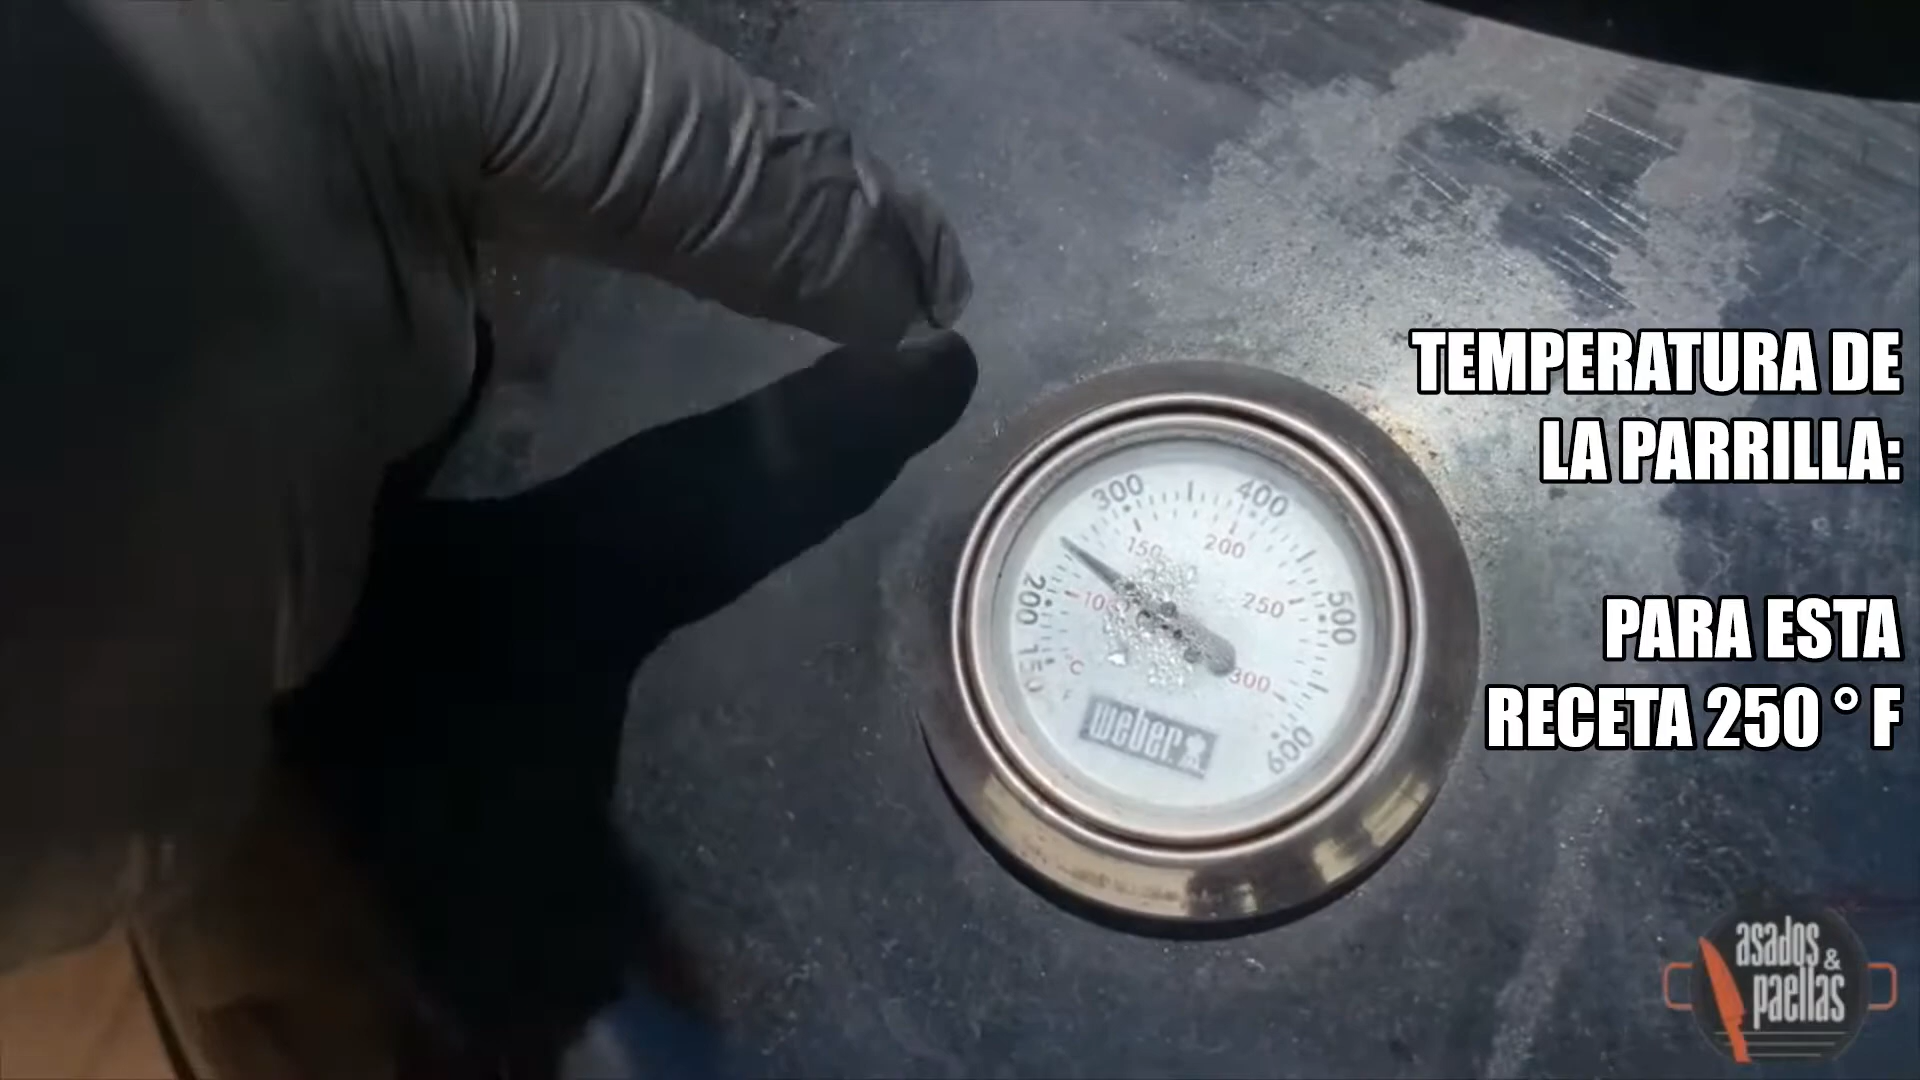 TEMPERATURA DE
LA PARRILLA:
PARA ESTA
RECETA 250 ° F
300
400
150
200
200
100
250
500
150
°C
°F
300
600
weber
asados &
paellas